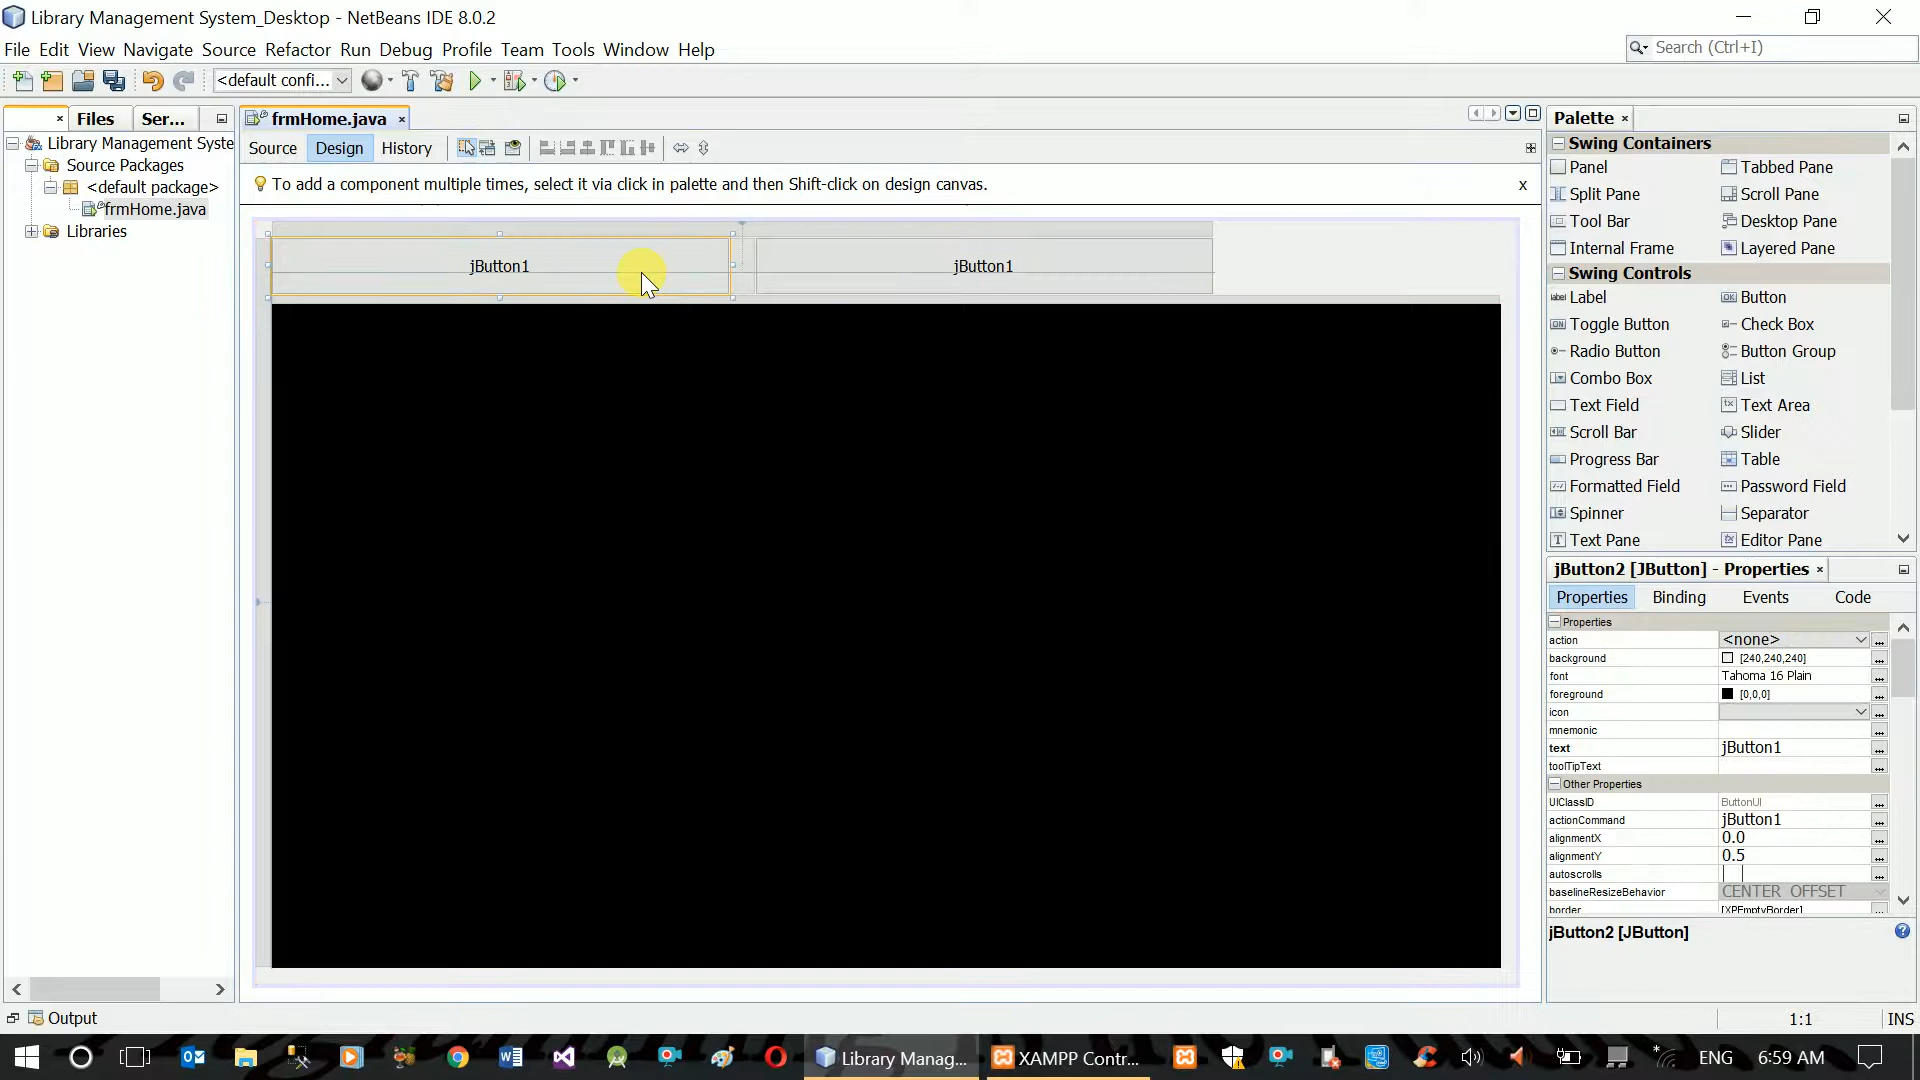 Library Management System_Desktop - NetBeans IDE 8.0.2
File Edit View Navigate Source Refactor Run Debug Profile Team Tools Window Help
Search (Ctrl+I)
<default confi...
Files Ser...
frmHome.java
Palette
Library Management Syste
Source Packages
<default package>
frmHome.java
Libraries
Source Design History
To add a component multiple times, select it via click in palette and then Shift-click on design canvas.
x
jButton1
jButton1
Swing Containers
Panel Tabbed Pane
Split Pane Scroll Pane
Tool Bar Desktop Pane
Internal Frame Layered Pane
Swing Controls
Label Button
Toggle Button Check Box
Radio Button Button Group
Combo Box List
Text Field Text Area
Scroll Bar Slider
Progress Bar Table
Formatted Field Password Field
Spinner Separator
Text Pane Editor Pane
jButton2 [JButton] - Properties
Properties Binding Events Code
Properties
action <none>
background [240,240,240]
font Tahoma 16 Plain
foreground [0,0,0]
icon
mnemonic
text jButton1
toolTipText
Other Properties
UIClassID ButtonUI
actionCommand jButton1
alignmentX 0.0
alignmentY 0.5
autoscrolls
baselineResizeBehavior CENTER_OFFSET
border [XPEmptyBorder]
jButton2 [JButton]
Output
1:1 INS
Library Manag...
XAMPP Contr...
ENG 6:59 AM